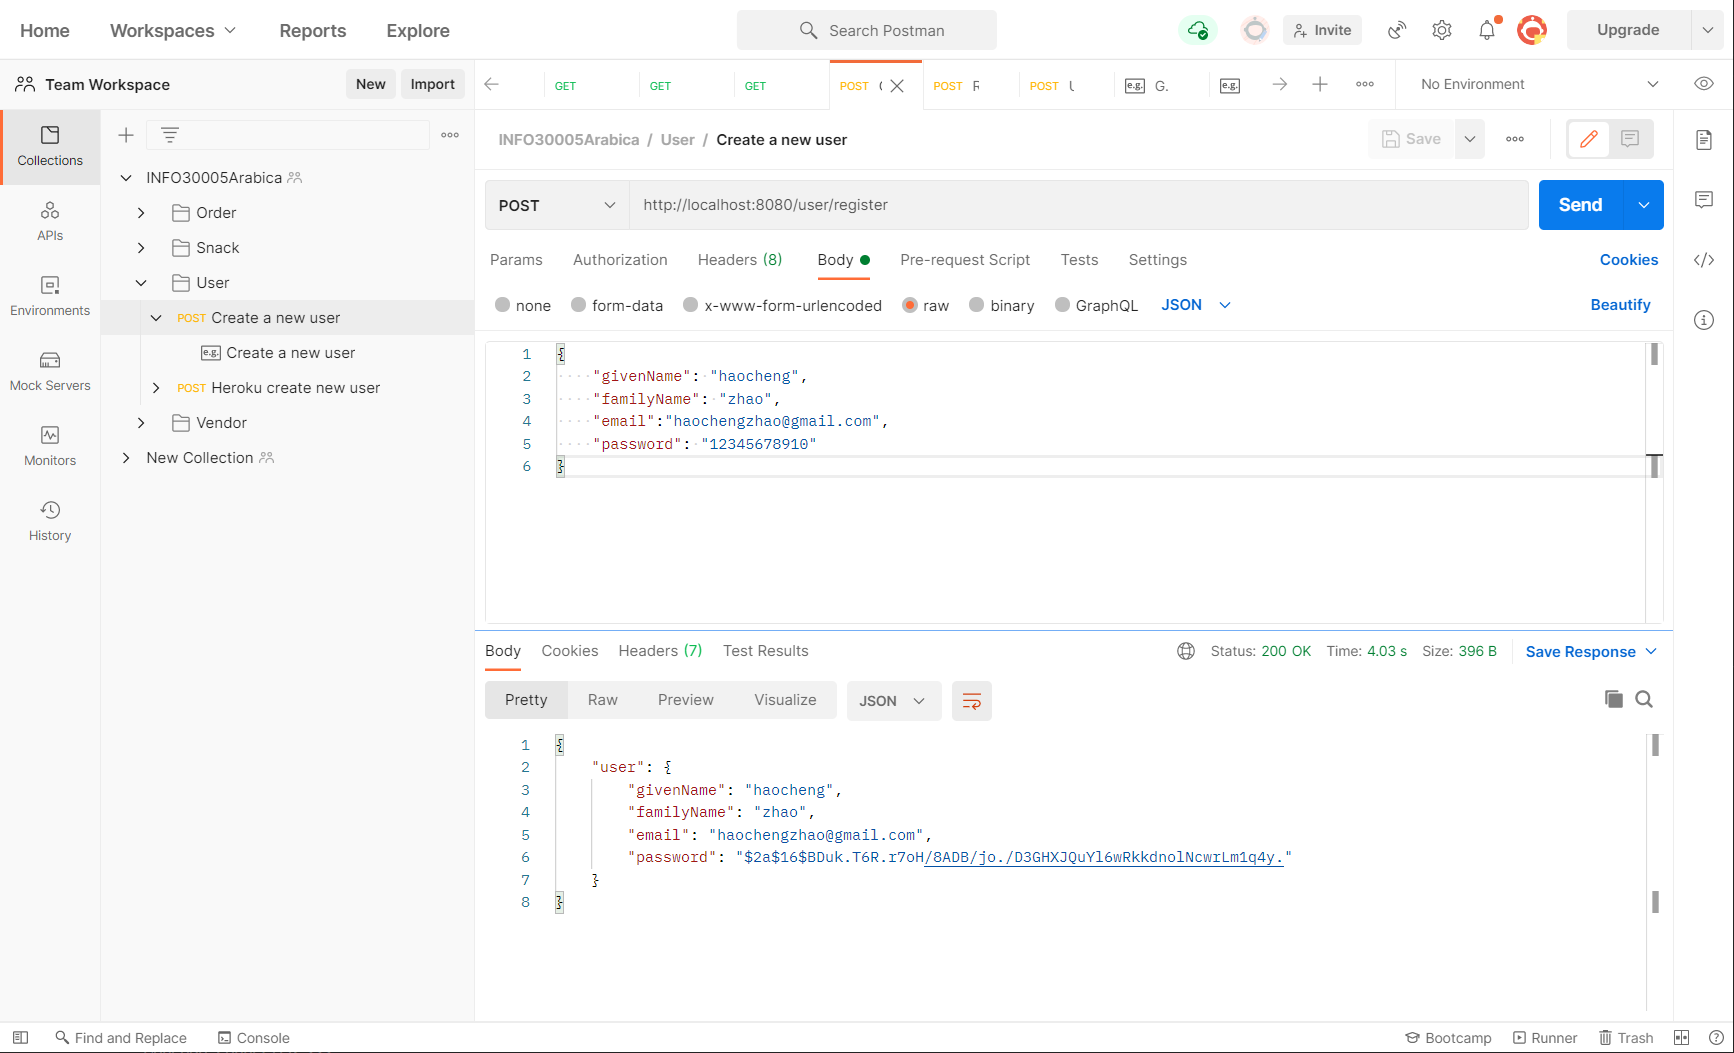 Home Workspaces Reports Explore Search Postman Invite Upgrade
Team Workspace New Import GET GET GET POST POST R POST e.g. G. e.g. No Environment
Collections
APIs
Environments
Mock Servers
Monitors
History
INFO30005Arabica
Order
Snack
User
POST Create a new user
e.g. Create a new user
POST Heroku create new user
Vendor
New Collection
INFO30005Arabica / User / Create a new user Save
POST http://localhost:8080/user/register Send
Params Authorization Headers (8) Body Pre-request Script Tests Settings Cookies
none form-data x-www-form-urlencoded raw binary GraphQL JSON Beautify
1 {
2 "givenName": "haocheng",
3 "familyName": "zhao",
4 "email":"haochengzhao@gmail.com",
5 "password": "12345678910"
6 }
Body Cookies Headers (7) Test Results Status: 200 OK Time: 4.03 s Size: 396 B Save Response
Pretty Raw Preview Visualize JSON
1 {
2 "user": {
3 "givenName": "haocheng",
4 "familyName": "zhao",
5 "email": "haochengzhao@gmail.com",
6 "password": "$2a$16$BDuk.T6R.r7oH/8ADB/jo./D3GHXJQuYl6wRkkdnolNcwrLm1q4y."
7 }
8 }
Find and Replace Console Bootcamp Runner Trash